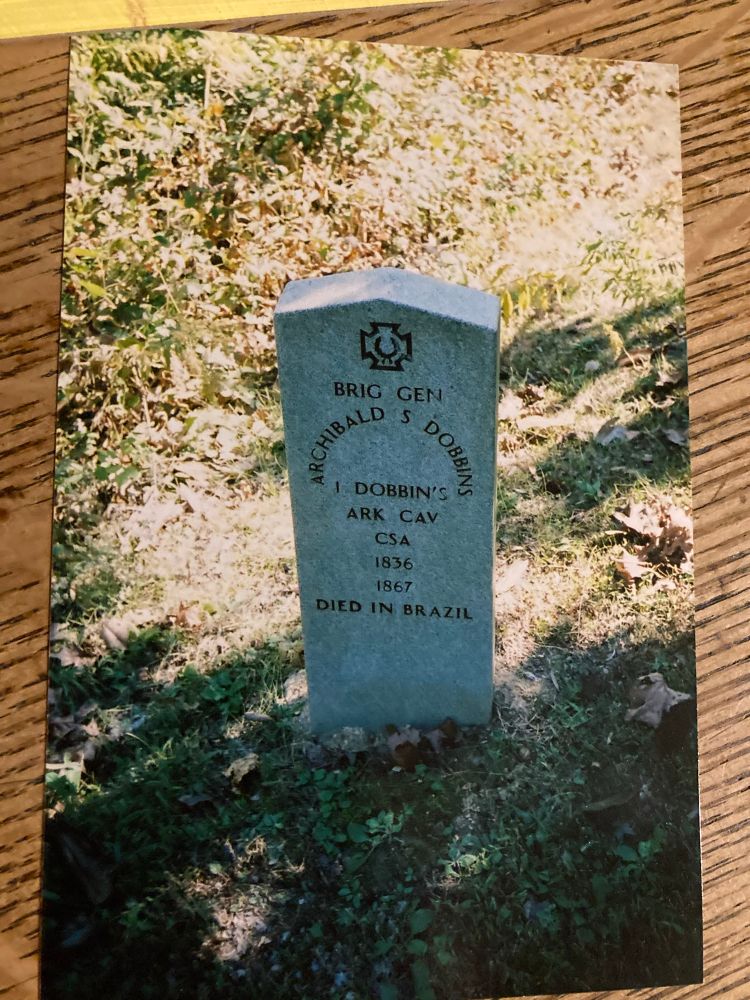 BRIG GEN
ARCHIBALD S DOBBINS
1 DOBBIN'S
ARK CAV
CSA
1836
1867
DIED IN BRAZIL